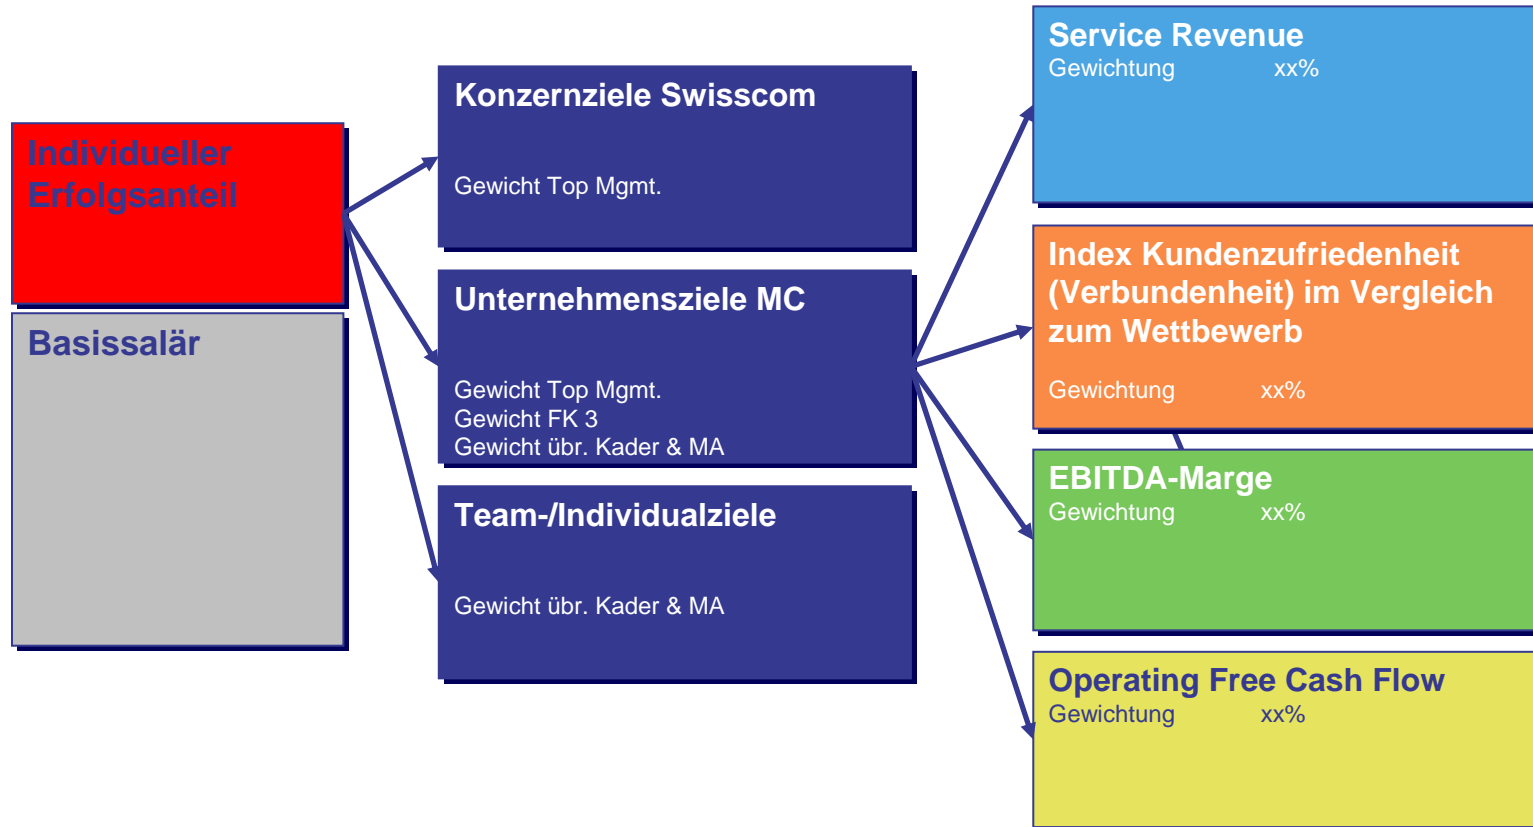 Individueller
Erfolgsanteil
Basissalär
Konzernziele Swisscom
Gewicht Top Mgmt.
Unternehmensziele MC
Gewicht Top Mgmt.
Gewicht FK 3
Gewicht übr. Kader & MA
Team-/Individualziele
Gewicht übr. Kader & MA
Service Revenue
Gewichtung xx%
Index Kundenzufriedenheit
(Verbundenheit) im Vergleich
zum Wettbewerb
Gewichtung xx%
EBITDA-Marge
Gewichtung xx%
Operating Free Cash Flow
Gewichtung xx%